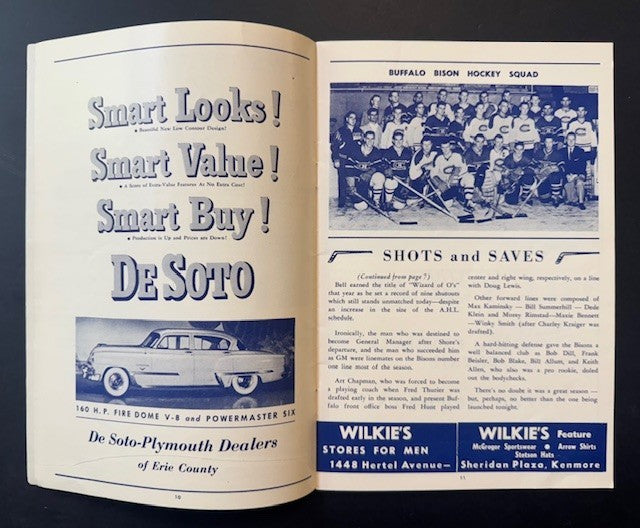 Smart Looks!
• Beautiful New Low Contour Design!
Smart Value!
• A Score of Extra-Value Features At No Extra Cost!
Smart Buy!
• Production is Up and Prices are Down!
DE SOTO
160 H.P. FIRE DOME V-8 and POWERMASTER SIX
De Soto-Plymouth Dealers
of Erie County
10
BUFFALO BISON HOCKEY SQUAD
SHOTS and SAVES
(Continued from page 7)
Bell earned the title of "Wizard of O's"
that year as he set a record of nine shutouts
which still stands unmatched today—despite
an increase in the size of the A.H.L.
schedule.
Ironically, the man who was destined to
become General Manager after Shore's
departure, and the man who succeeded him
as GM were linemates on the Bisons number
one line most of the season.
Art Chapman, who was forced to become
a playing coach when Fred Thurier was
drafted early in the season, and present Buf-
falo front office boss Fred Hunt played
center and right wing, respectively, on a line
with Doug Lewis.
Other forward lines were composed of
Max Kaminsky — Bill Summerhill — Dede
Klein and Murey Rimstad—Maxie Bennett
—Winky Smith (after Charley Kraiger was
drafted).
A hard-hitting defense gave the Bisons a
well balanced club as Bob Dill, Frank
Beisler, Bob Blake, Bill Allum, and Keith
Allen, who also was a pro rookie, doled
out the bodychecks.
There's no doubt it was a great season —
but, perhaps, no better than the one being
launched tonight.
WILKIE'S
STORES FOR MEN
1448 Hertel Avenue—
WILKIE'S Feature
McGregor Sportswear • Arrow Shirts
Stetson Hats
Sheridan Plaza, Kenmore
11